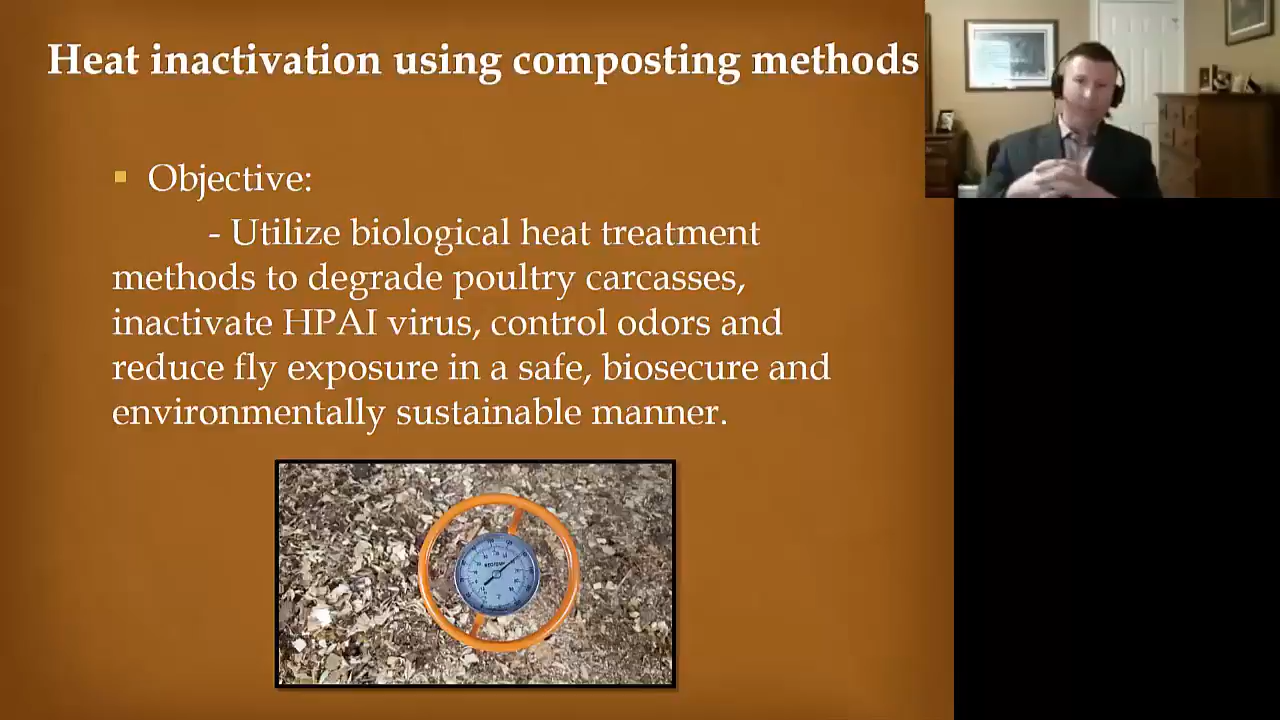 Heat inactivation using composting methods
Objective:
- Utilize biological heat treatment
methods to degrade poultry carcasses,
inactivate HPAI virus, control odors and
reduce fly exposure in a safe, biosecure and
environmentally sustainable manner.
REOTEMP